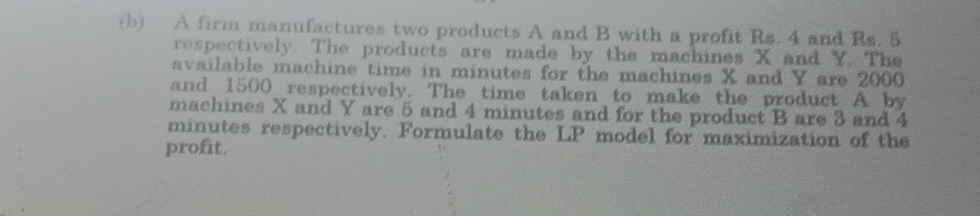 (b) A firm manufactures two products A and B with a profit Rs. 4 and Rs. 5
respectively. The products are made by the machines X and Y. The
available machine time in minutes for the machines X and Y are 2000
and 1500 respectively. The time taken to make the product A by
machines X and Y are 5 and 4 minutes and for the product B are 3 and 4
minutes respectively. Formulate the LP model for maximization of the
profit.